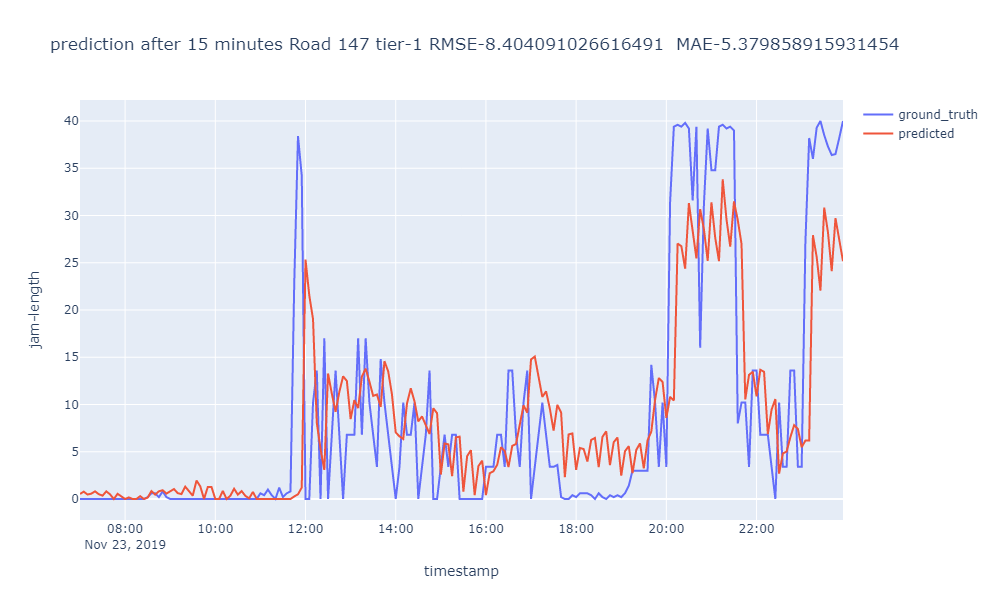 prediction after 15 minutes Road 147 tier-1 RMSE-8.404091026616491  MAE-5.379858915931454
ground_truth
predicted
40
35
30
25
20
15
10
5
0
jam-length
08:00 10:00 12:00 14:00 16:00 18:00 20:00 22:00
Nov 23, 2019
timestamp